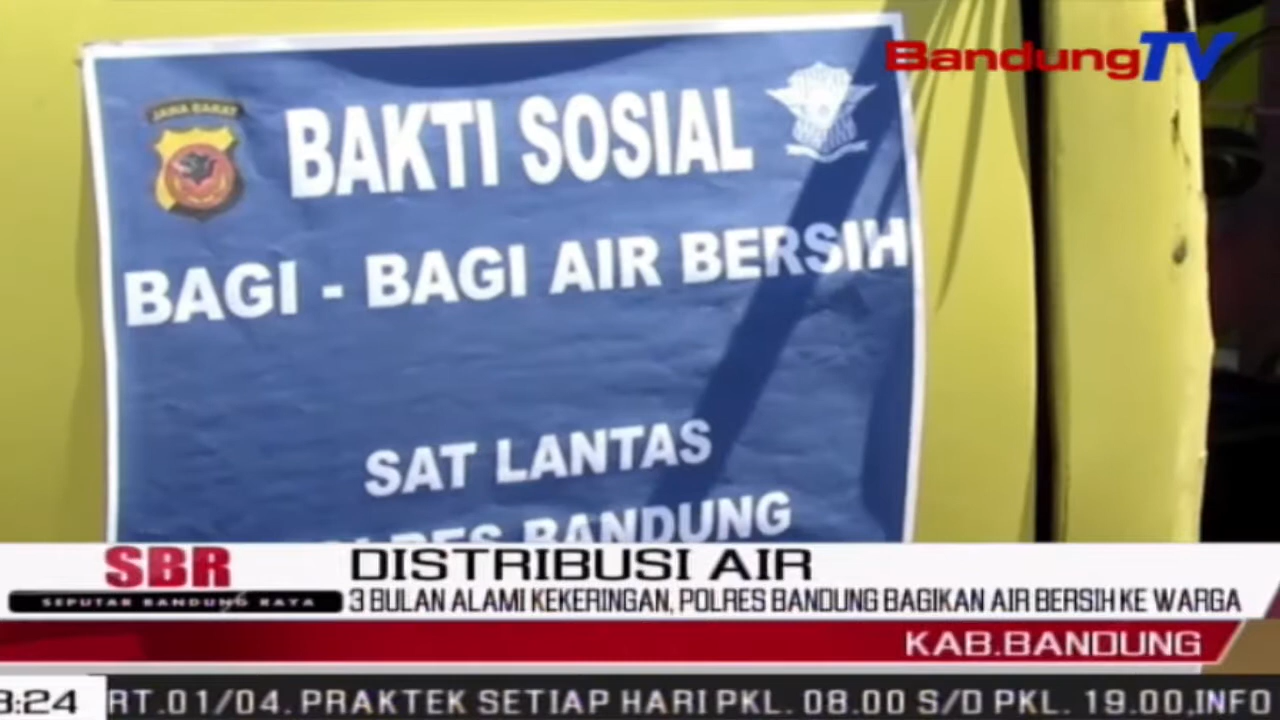 BandungTV
JAWA BARAT
BAKTI SOSIAL
BAGI - BAGI AIR BERSIH
SAT LANTAS
BANDUNG
SBR
SEPUTAR BANDUNG RAYA
DISTRIBUSI AIR
3 BULAN ALAMI KEKERINGAN, POLRES BANDUNG BAGIKAN AIR BERSIH KE WARGA
KAB.BANDUNG
:24
RT.01/04. PRAKTEK SETIAP HARI PKL. 08.00 S/D PKL. 19.00.INFO